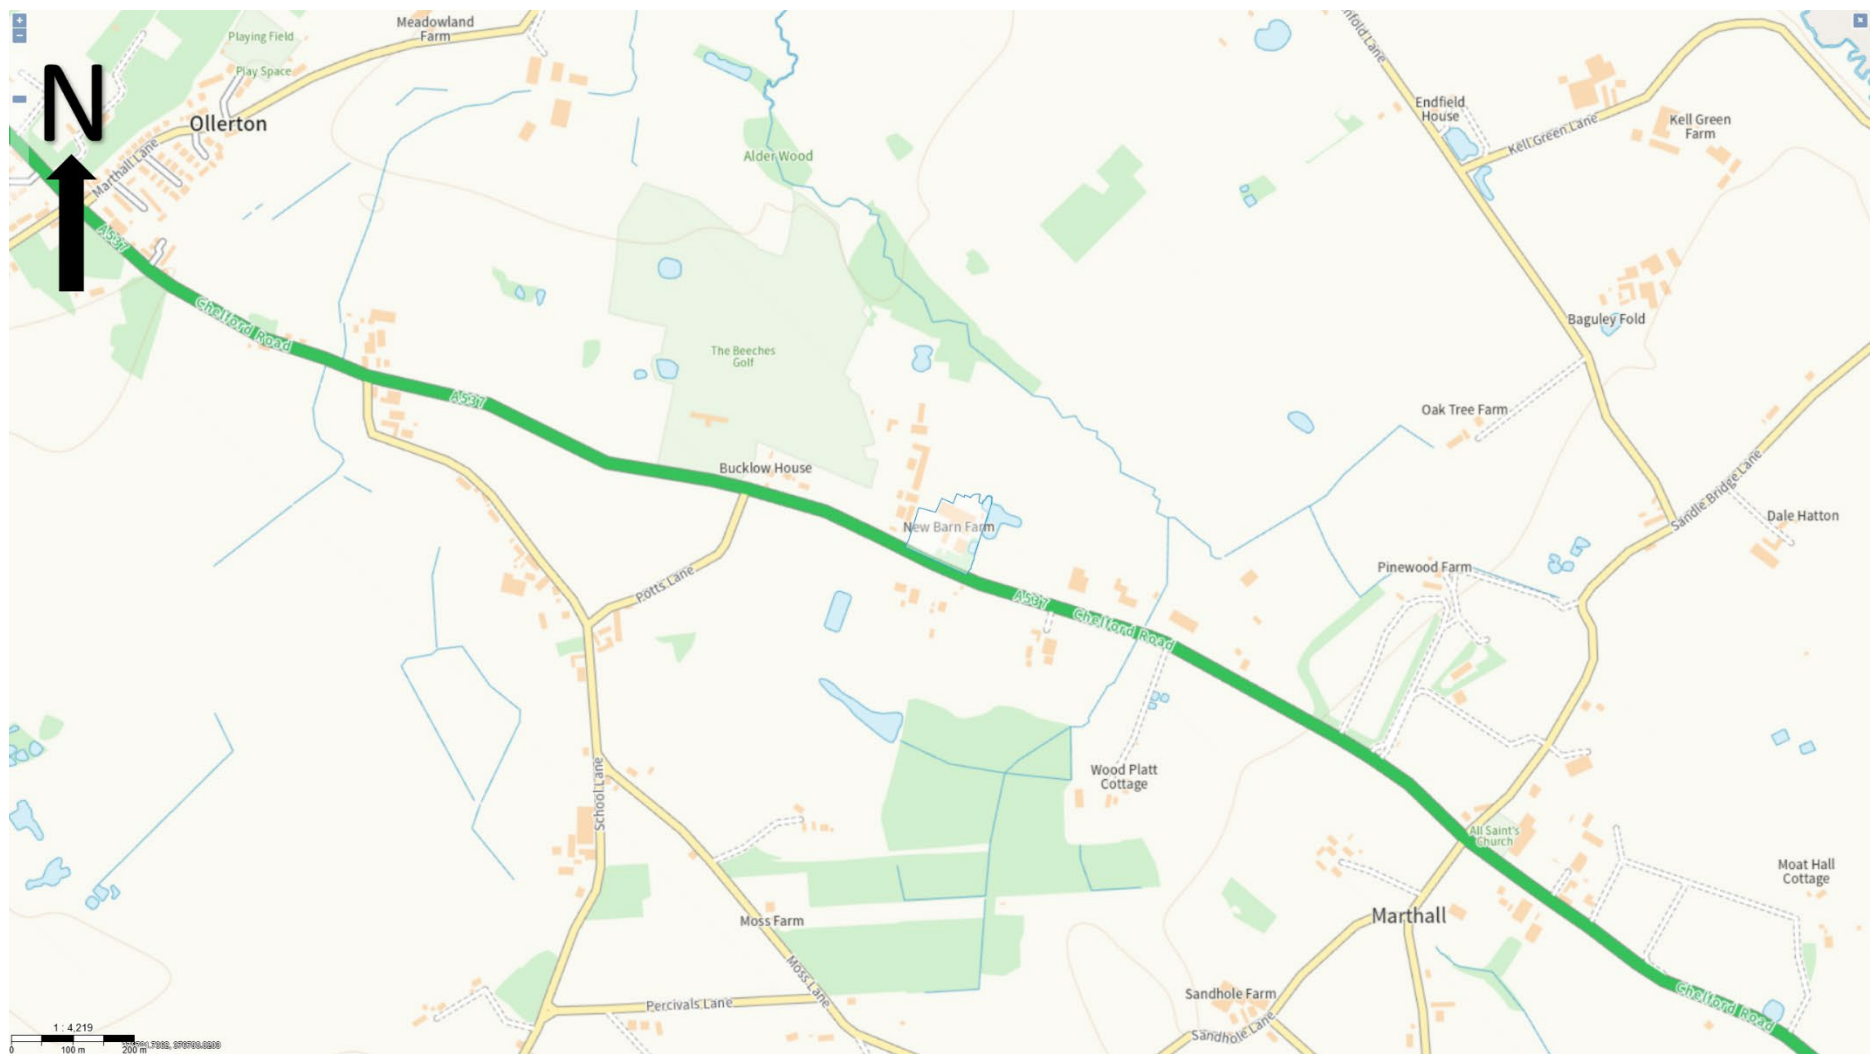 Meadowland
Farm
Playing Field
Play Space
N
Ollerton
Marthall Lane
A537
Chelford Road
A537
Alder Wood
The Beeches
Golf
Bucklow House
New Barn Farm
Potts Lane
A537
Chelford Road
Endfield
House
Kell Green Lane
Kell Green
Farm
Baguley Fold
Oak Tree Farm
Sandle Bridge Lane
Dale Hatton
Pinewood Farm
Wood Platt
Cottage
School Lane
All Saint's
Church
Moat Hall
Cottage
Marthall
Moss Farm
Moss Lane
Percivals Lane
Sandhole Farm
Sandhole Lane
Chelford Road
1 : 4,219
0 100 m 200 m